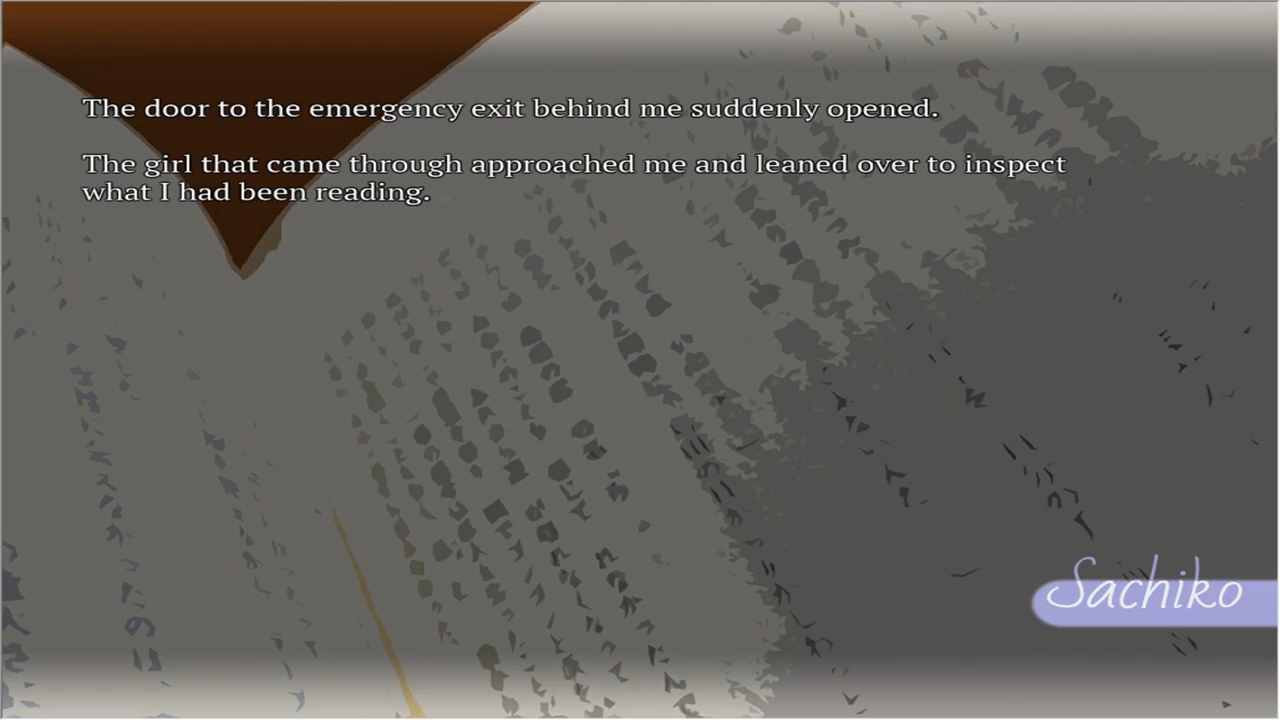 The door to the emergency exit behind me suddenly opened.
The girl that came through approached me and leaned over to inspect
what I had been reading.
Sachiko